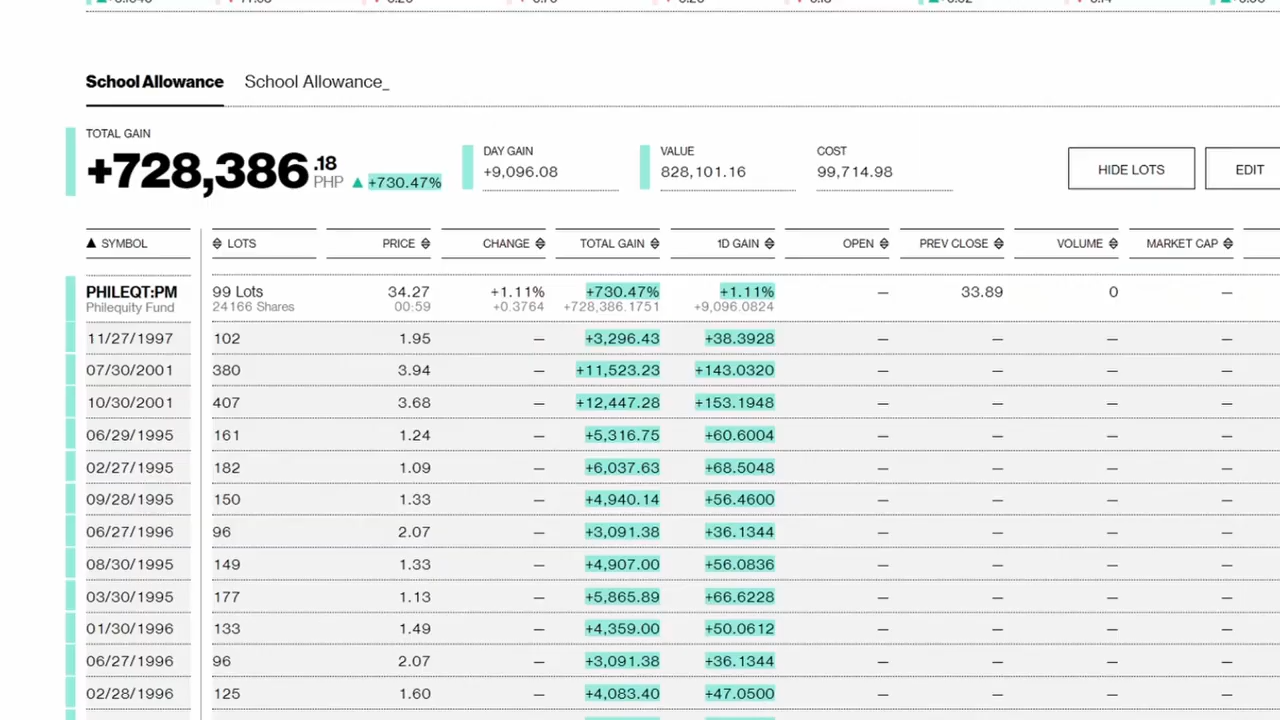 School Allowance School Allowance_
TOTAL GAIN
+728,386.18 PHP ▲ +730.47%
DAY GAIN
+9,096.08
VALUE
828,101.16
COST
99,714.98
HIDE LOTS EDIT
▲ SYMBOL LOTS PRICE CHANGE TOTAL GAIN 1D GAIN OPEN PREV CLOSE VOLUME MARKET CAP
PHILEQT:PM 99 Lots 34.27 +1.11% +730.47% +1.11% — 33.89 0 —
Philequity Fund 24166 Shares 00:59 +0.3764 +728,386.1751 +9,096.0824
11/27/1997 102 1.95 — +3,296.43 +38.3928 — — — —
07/30/2001 380 3.94 — +11,523.23 +143.0320 — — — —
10/30/2001 407 3.68 — +12,447.28 +153.1948 — — — —
06/29/1995 161 1.24 — +5,316.75 +60.6004 — — — —
02/27/1995 182 1.09 — +6,037.63 +68.5048 — — — —
09/28/1995 150 1.33 — +4,940.14 +56.4600 — — — —
06/27/1996 96 2.07 — +3,091.38 +36.1344 — — — —
08/30/1995 149 1.33 — +4,907.00 +56.0836 — — — —
03/30/1995 177 1.13 — +5,865.89 +66.6228 — — — —
01/30/1996 133 1.49 — +4,359.00 +50.0612 — — — —
06/27/1996 96 2.07 — +3,091.38 +36.1344 — — — —
02/28/1996 125 1.60 — +4,083.40 +47.0500 — — — —